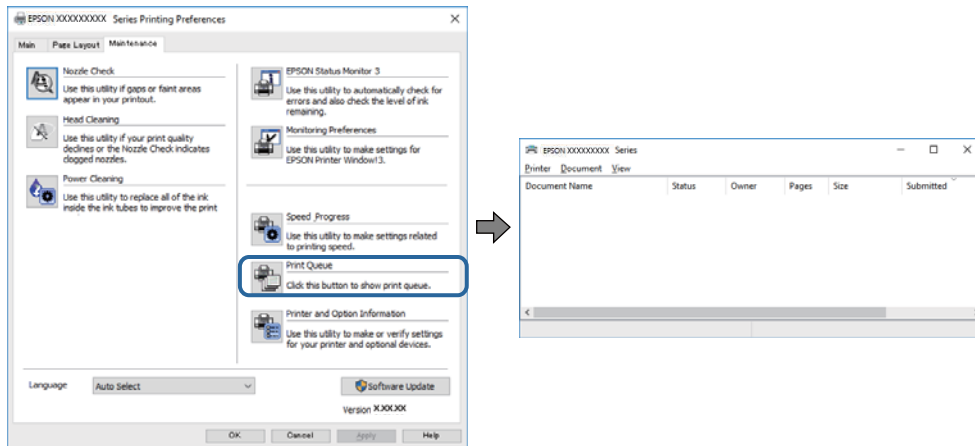 EPSON XXXXXXXXX Series Printing Preferences
Main Page Layout Maintenance
Nozzle Check
Use this utility if gaps or faint areas
appear in your printout.
Head Cleaning
Use this utility if your print quality
declines or the Nozzle Check indicates
clogged nozzles.
Power Cleaning
Use this utility to replace all of the ink
inside the ink tubes to improve the print
EPSON Status Monitor 3
Use this utility to automatically check for
errors and also check the level of ink
remaining.
Monitoring Preferences
Use this utility to make settings for
EPSON Printer Window!3.
Speed_Progress
Use this utility to make settings related
to printing speed.
Print Queue
Click this button to show print queue.
Printer and Option Information
Use this utility to make or verify settings
for your printer and optional devices.
Language Auto Select
Software Update
Version X.XX.XX
OK Cancel Apply Help
EPSON XXXXXXXXX Series
Printer Document View
Document Name Status Owner Pages Size Submitted